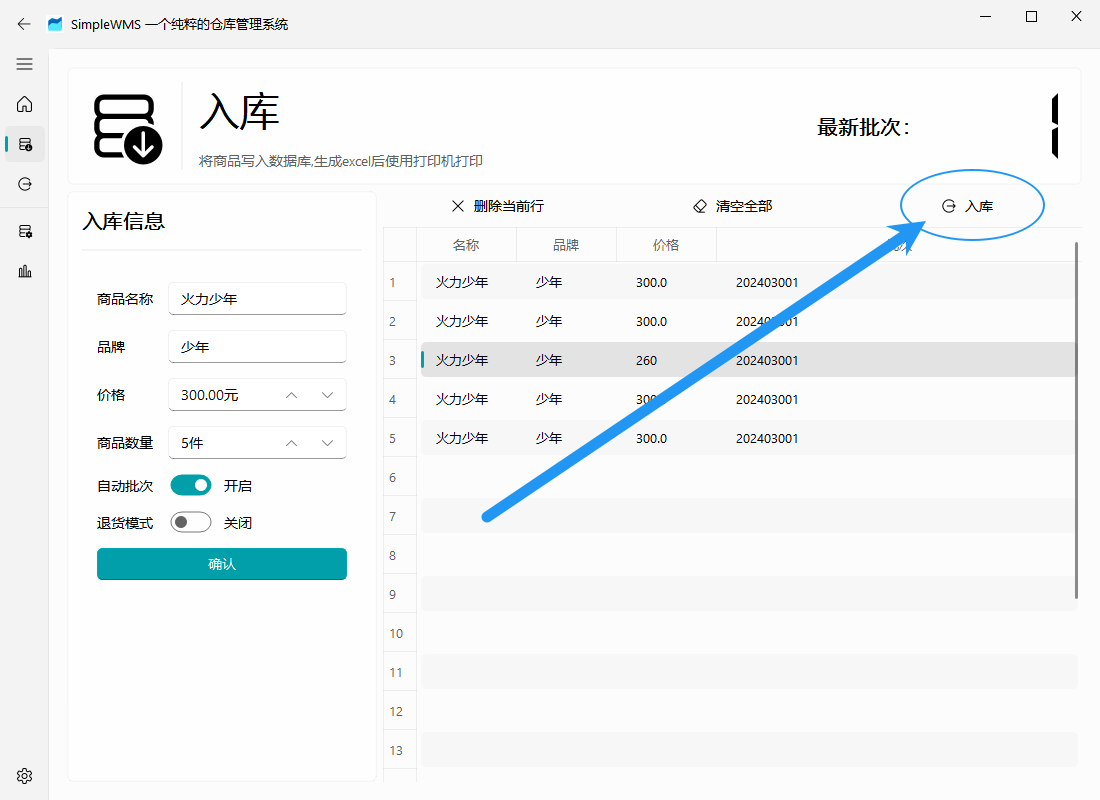 SimpleWMS 一个纯粹的仓库管理系统
入库
将商品写入数据库,生成excel后使用打印机打印
最新批次：
1
入库信息
商品名称 火力少年
品牌 少年
价格 300.00元
商品数量 5件
自动批次 开启
退货模式 关闭
确认
删除当前行 清空全部 入库
名称 品牌 价格
1 火力少年 少年 300.0 202403001
2 火力少年 少年 300.0 202403001
3 火力少年 少年 260 202403001
4 火力少年 少年 202403001
5 火力少年 少年 300.0 202403001
6
7
8
9
10
11
12
13